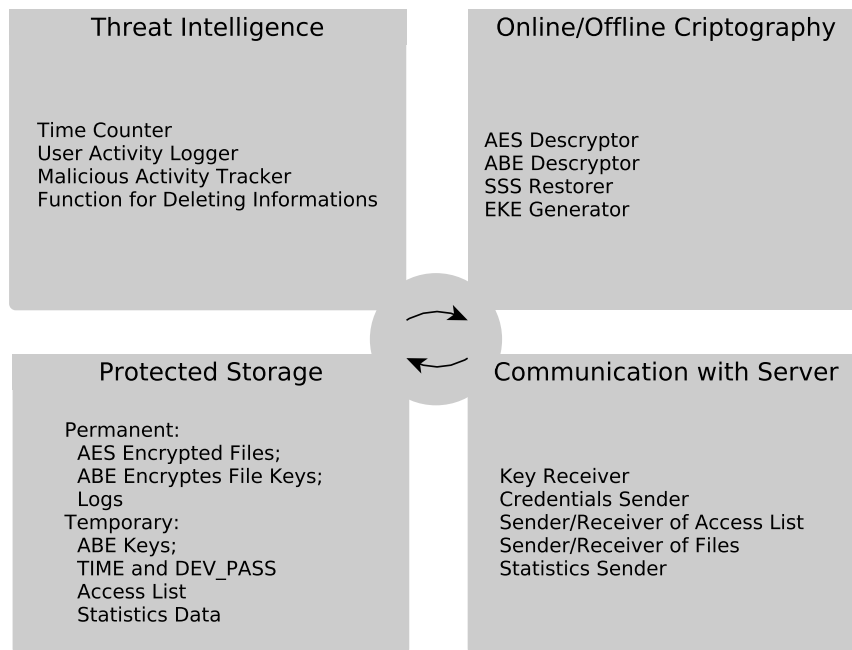 Threat Intelligence
Time Counter
User Activity Logger
Malicious Activity Tracker
Function for Deleting Informations
Online/Offline Criptography
AES Descryptor
ABE Descryptor
SSS Restorer
EKE Generator
Protected Storage
Permanent:
AES Encrypted Files;
ABE Encryptes File Keys;
Logs
Temporary:
ABE Keys;
TIME and DEV_PASS
Access List
Statistics Data
Communication with Server
Key Receiver
Credentials Sender
Sender/Receiver of Access List
Sender/Receiver of Files
Statistics Sender